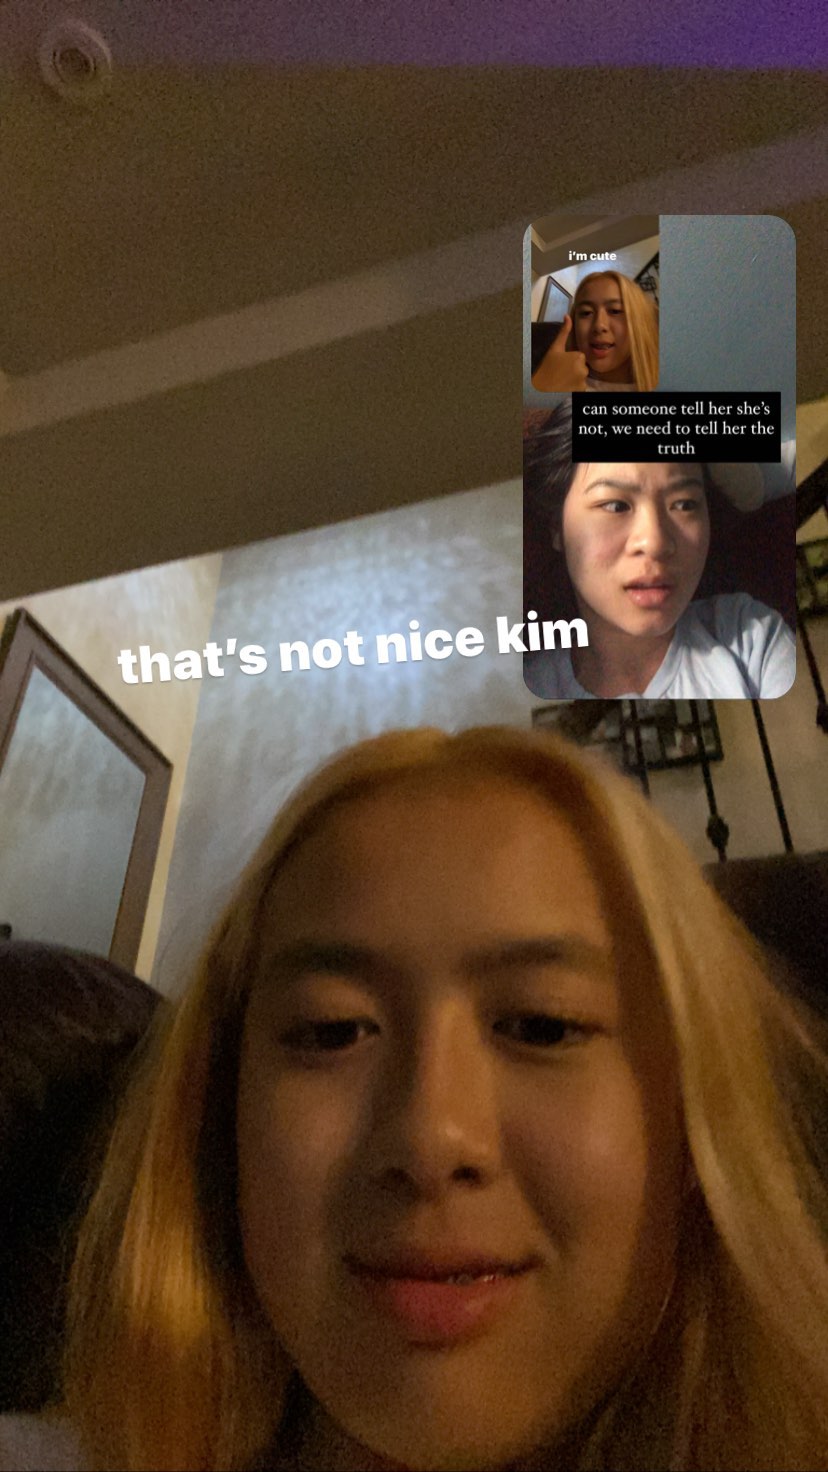 i'm cute
can someone tell her she's
not, we need to tell her the
truth
that's not nice kim